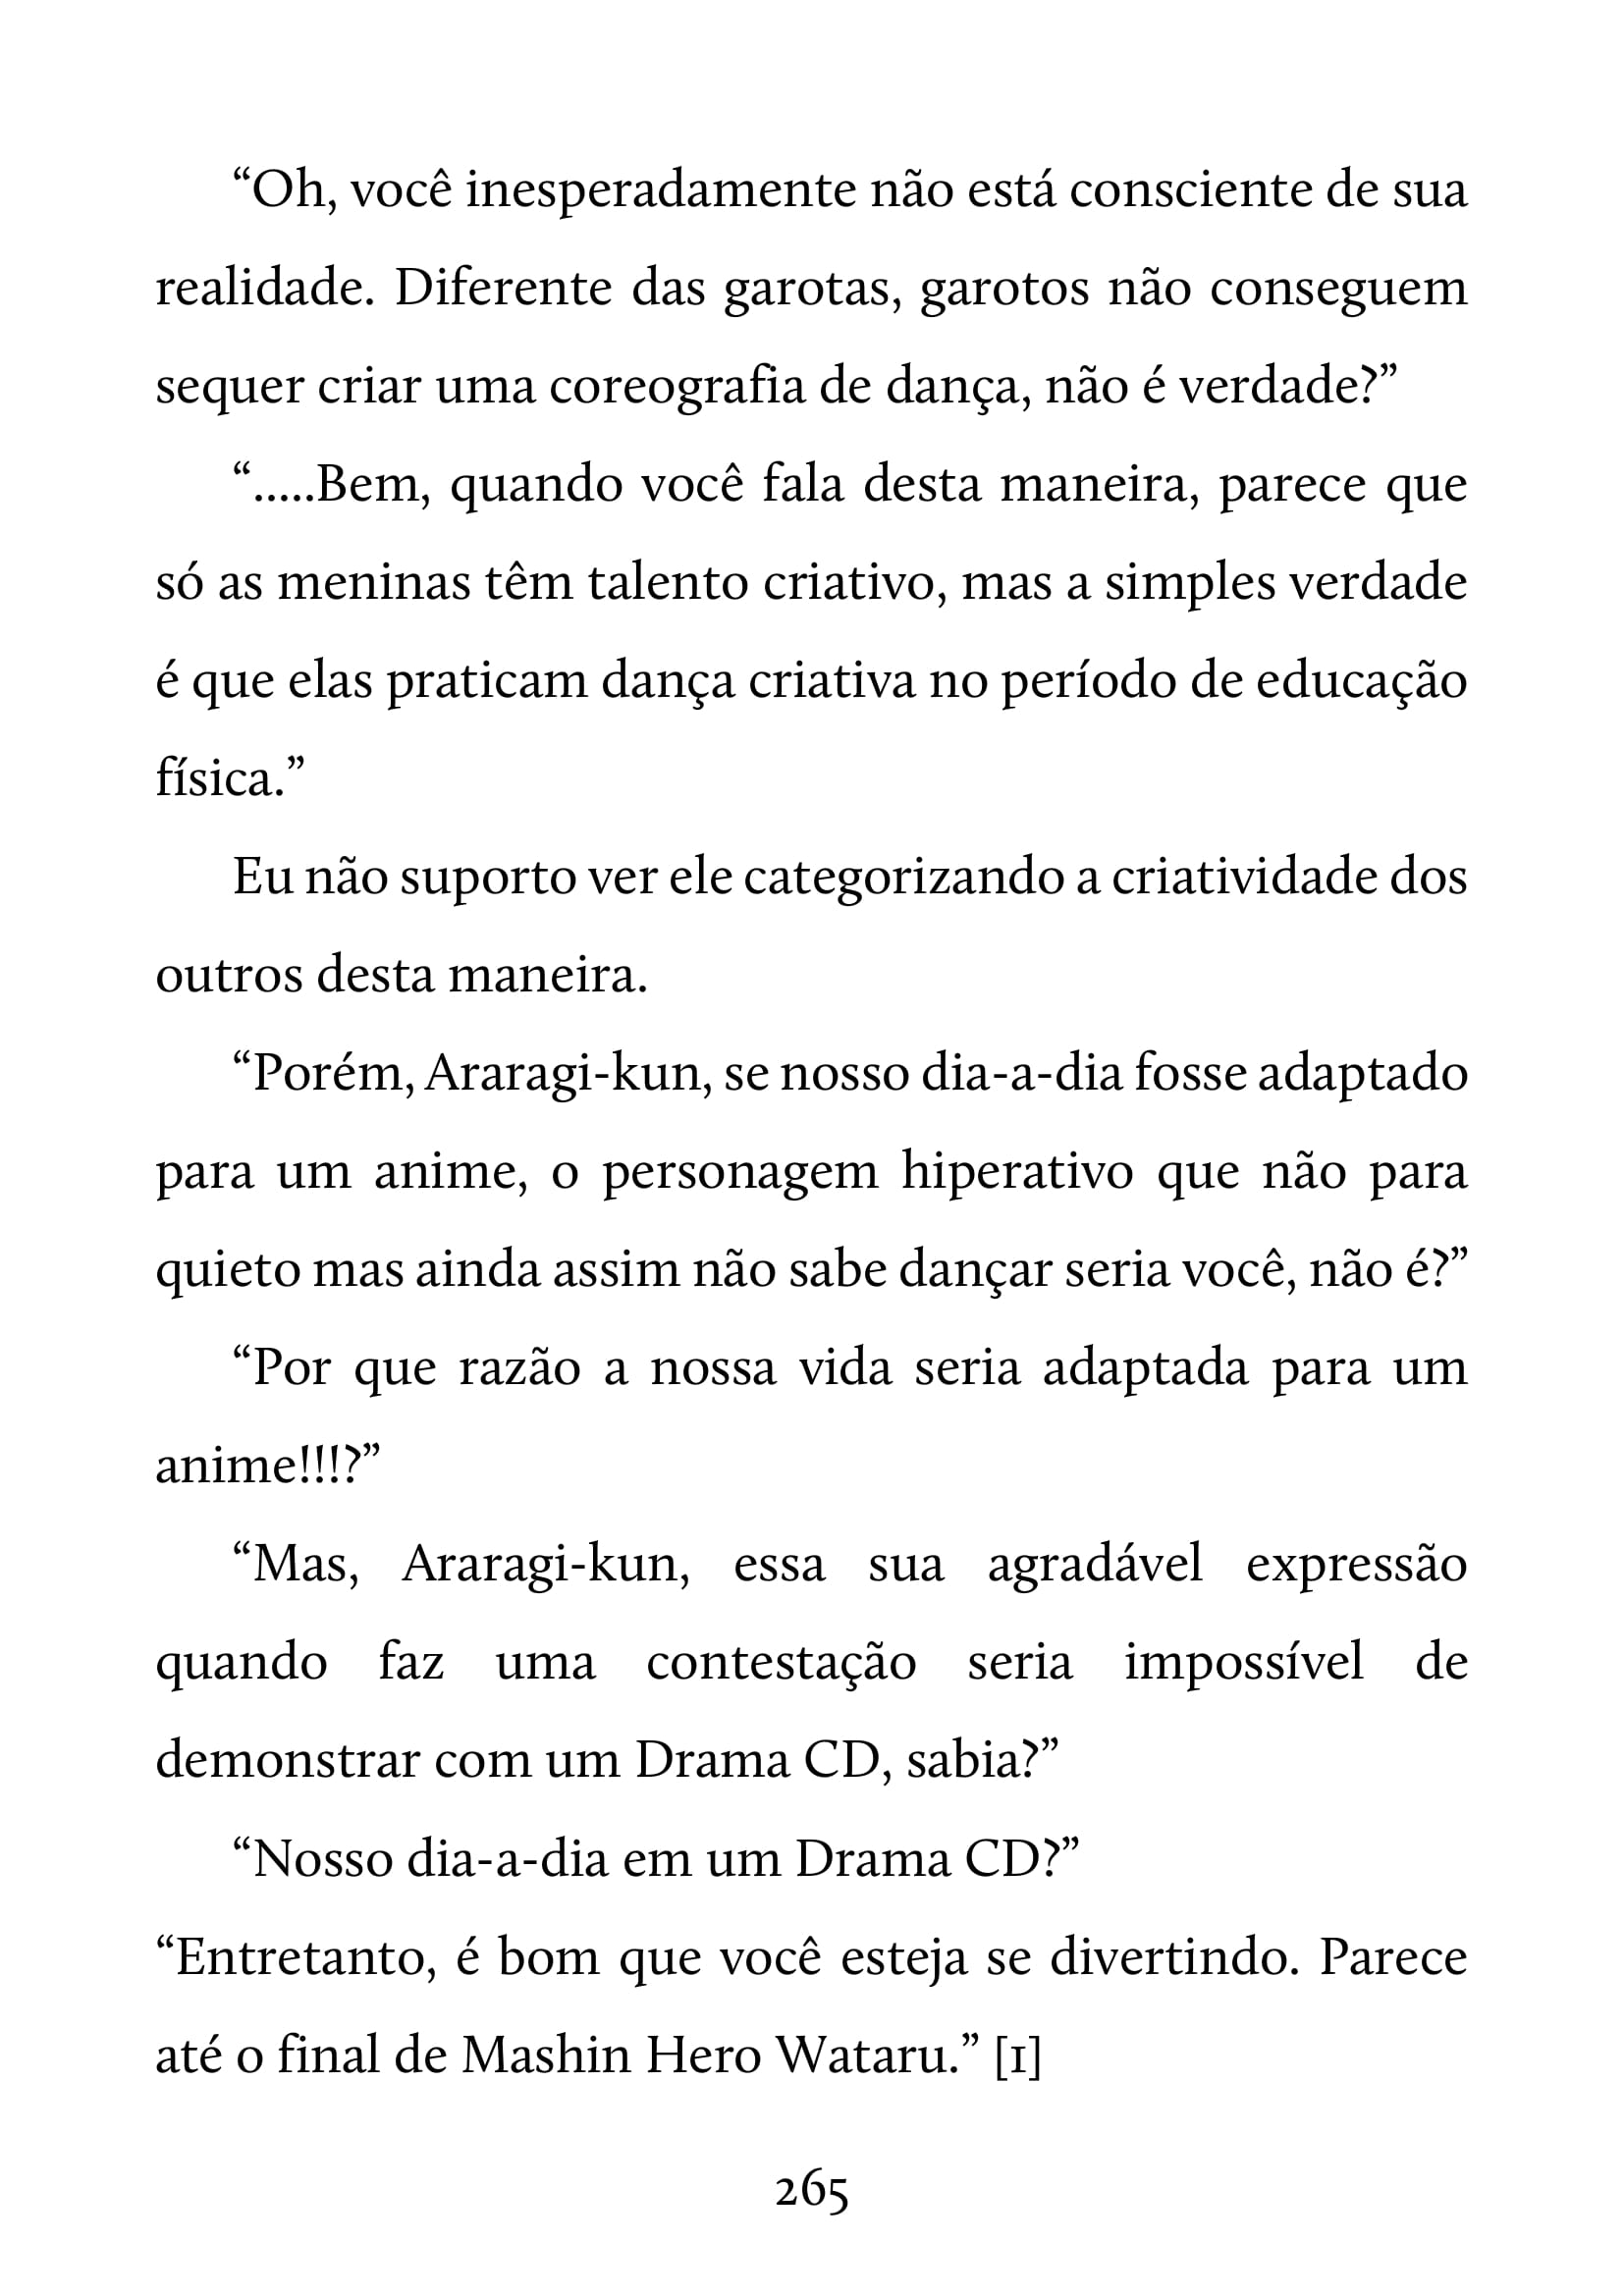 “Oh, você inesperadamente não está consciente de sua
realidade. Diferente das garotas, garotos não conseguem
sequer criar uma coreografia de dança, não é verdade?”
“.....Bem, quando você fala desta maneira, parece que
só as meninas têm talento criativo, mas a simples verdade
é que elas praticam dança criativa no período de educação
física.”
Eu não suporto ver ele categorizando a criatividade dos
outros desta maneira.
“Porém, Araragi-kun, se nosso dia-a-dia fosse adaptado
para um anime, o personagem hiperativo que não para
quieto mas ainda assim não sabe dançar seria você, não é?”
“Por que razão a nossa vida seria adaptada para um
anime!!!?”
“Mas, Araragi-kun, essa sua agradável expressão
quando faz uma contestação seria impossível de
demonstrar com um Drama CD, sabia?”
“Nosso dia-a-dia em um Drama CD?”
“Entretanto, é bom que você esteja se divertindo. Parece
até o final de Mashin Hero Wataru.” [1]
265